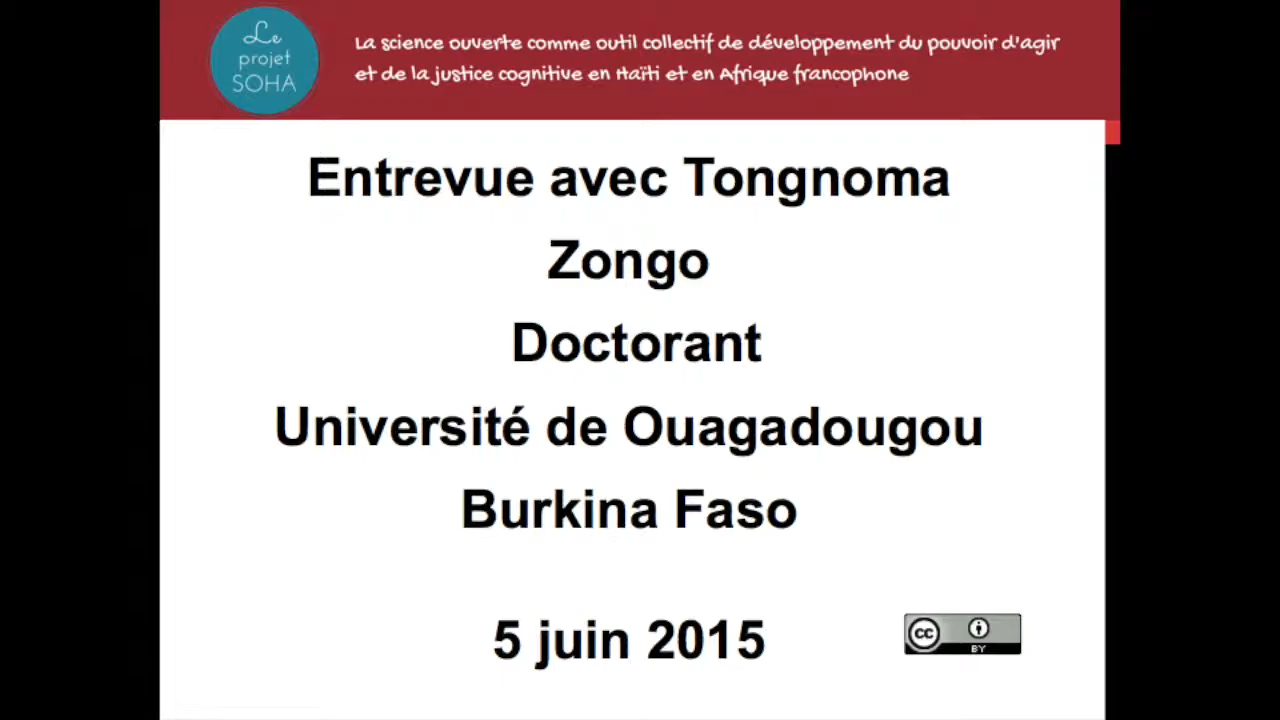 Le
projet
SOHA
La science ouverte comme outil collectif de développement du pouvoir d'agir
et de la justice cognitive en Haïti et en Afrique francophone
Entrevue avec Tongnoma
Zongo
Doctorant
Université de Ouagadougou
Burkina Faso
5 juin 2015
cc
BY